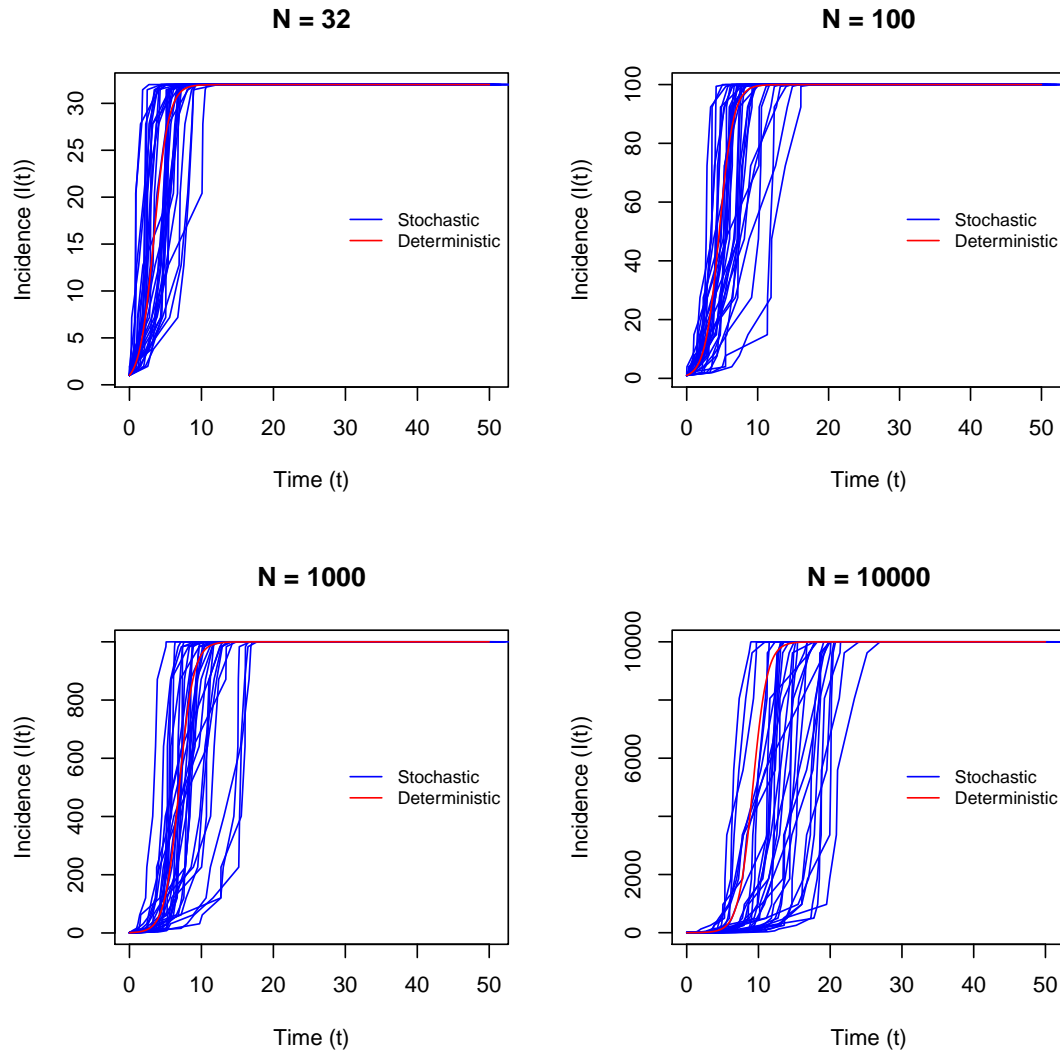 N = 32
Incidence (I(t))
0
5
10
15
20
25
30
Stochastic
Deterministic
0 10 20 30 40 50
Time (t)
N = 100
Incidence (I(t))
0
20
40
60
80
100
Stochastic
Deterministic
0 10 20 30 40 50
Time (t)
N = 1000
Incidence (I(t))
0
200
400
600
800
Stochastic
Deterministic
0 10 20 30 40 50
Time (t)
N = 10000
Incidence (I(t))
0
2000
6000
10000
Stochastic
Deterministic
0 10 20 30 40 50
Time (t)